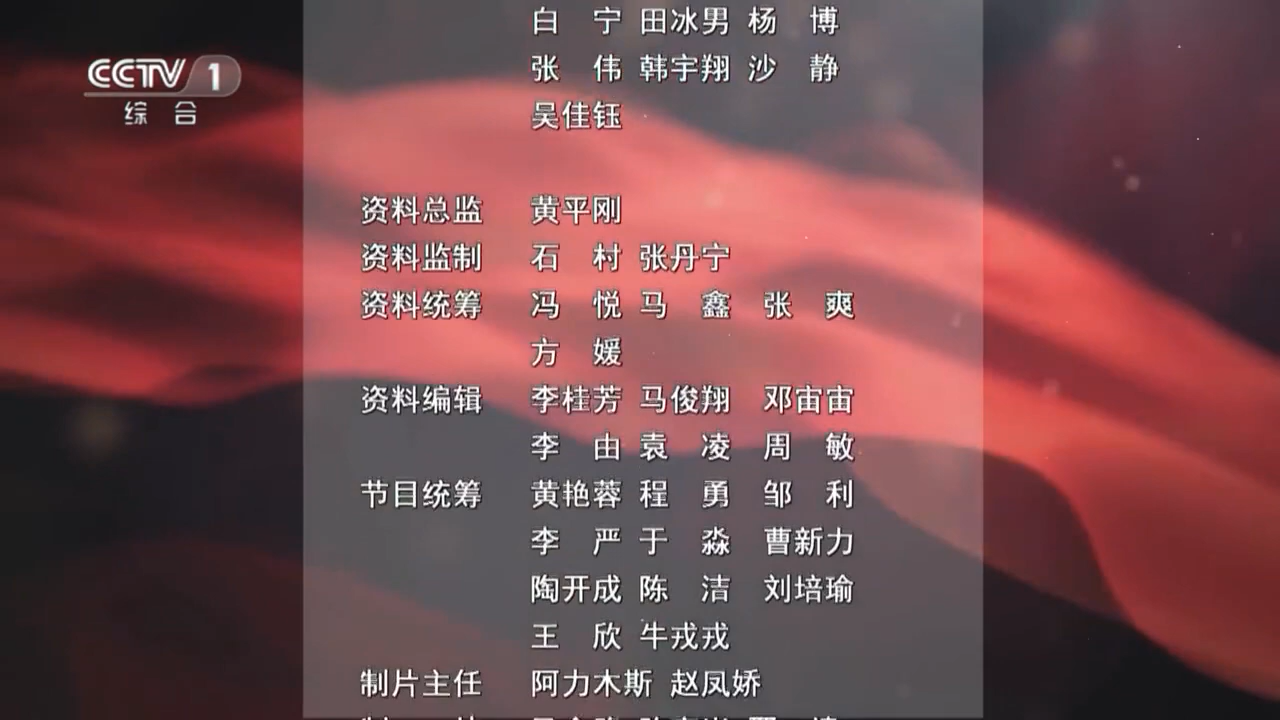 白　宁 田冰男 杨　博
CCTV 1
综合
张　伟 韩宇翔 沙　静
吴佳钰
资料总监 黄平刚
资料监制 石　村 张丹宁
资料统筹 冯　悦 马　鑫 张　爽
方　媛
资料编辑 李桂芳 马俊翔 邓宙宙
李　由 袁　凌 周　敏
节目统筹 黄艳蓉 程　勇 邹　利
李　严 于　淼 曹新力
陶开成 陈　洁 刘培瑜
王　欣 牛戎戎
制片主任 阿力木斯 赵凤娇